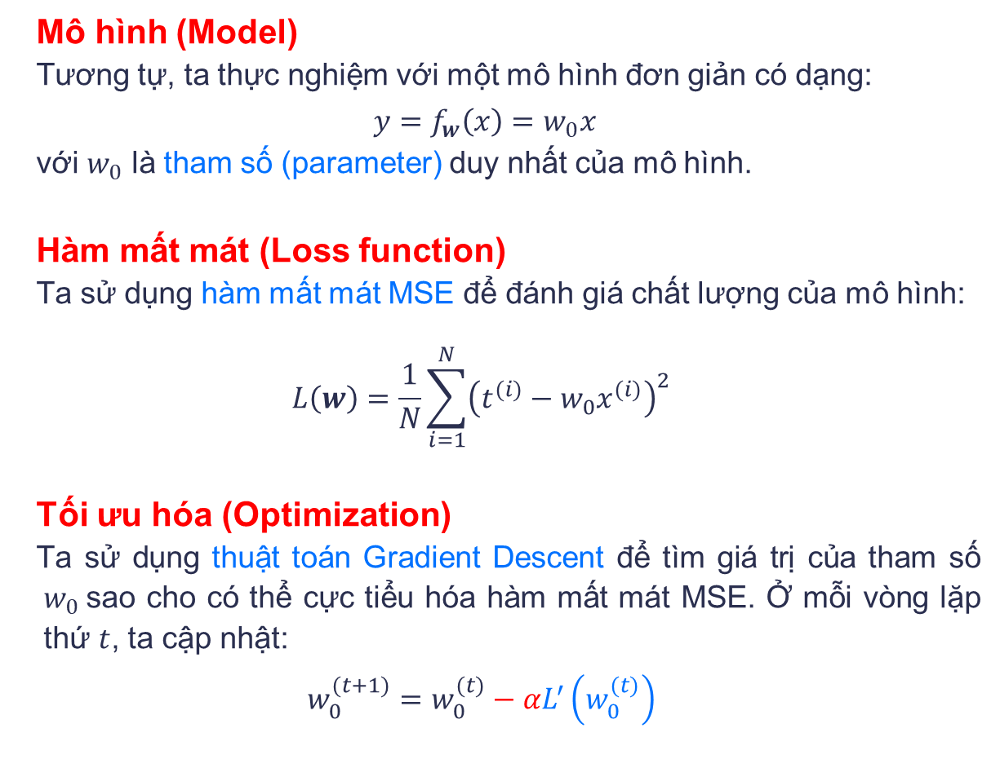 Mô hình (Model)
Tương tự, ta thực nghiệm với một mô hình đơn giản có dạng:
$y = f_{\boldsymbol{w}}(x) = w_0 x$
với $w_0$ là tham số (parameter) duy nhất của mô hình.
Hàm mất mát (Loss function)
Ta sử dụng hàm mất mát MSE để đánh giá chất lượng của mô hình:
$L(\boldsymbol{w}) = \frac{1}{N} \sum_{i=1}^{N} \left( t^{(i)} - w_0 x^{(i)} \right)^2$
Tối ưu hóa (Optimization)
Ta sử dụng thuật toán Gradient Descent để tìm giá trị của tham số
$w_0$ sao cho có thể cực tiểu hóa hàm mất mát MSE. Ở mỗi vòng lặp
thứ $t$, ta cập nhật:
$w_0^{(t+1)} = w_0^{(t)} - \alpha L' \left( w_0^{(t)} \right)$